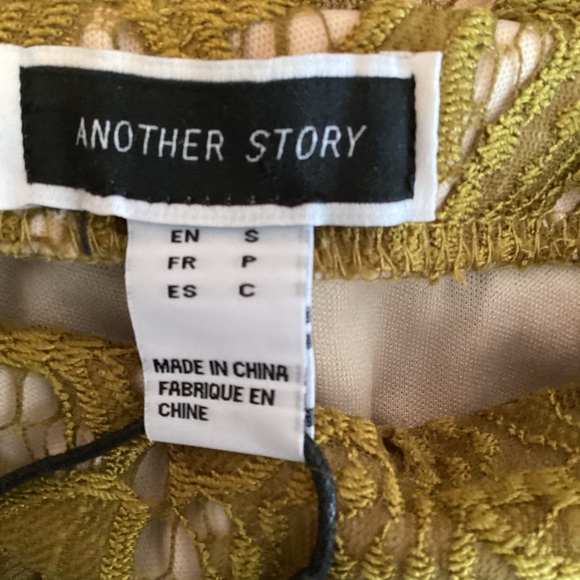 ANOTHER STORY
EN S
FR P
ES C
MADE IN CHINA
FABRIQUE EN
CHINE